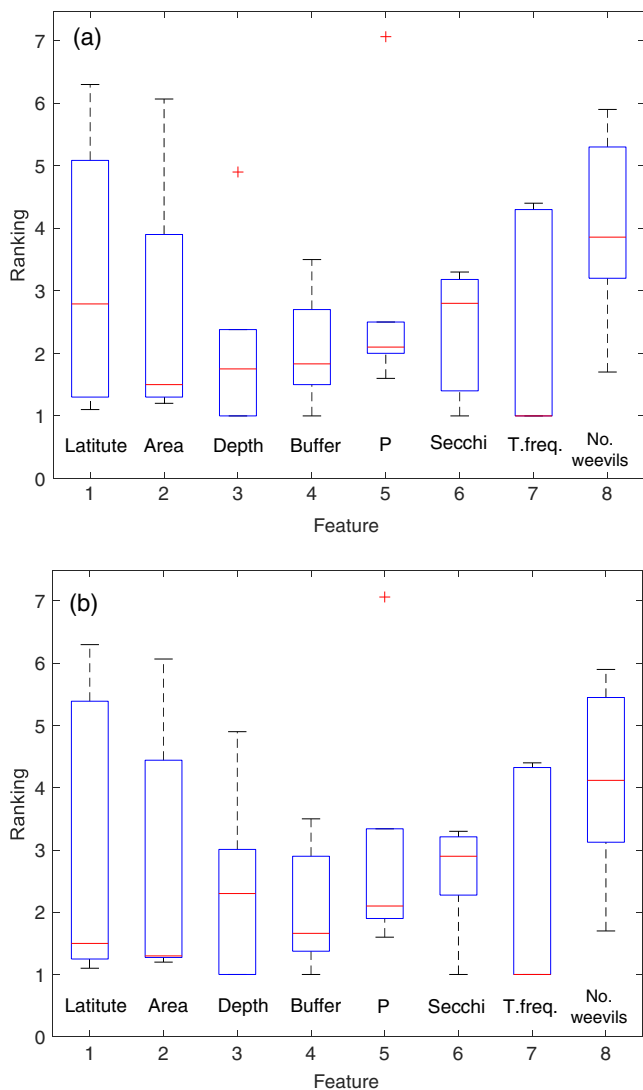 (a)
7
6
5
4
3
2
1
0
Ranking
Latitute Area Depth Buffer P Secchi T.freq. No. weevils
1 2 3 4 5 6 7 8
Feature
(b)
7
6
5
4
3
2
1
0
Ranking
Latitute Area Depth Buffer P Secchi T.freq. No. weevils
1 2 3 4 5 6 7 8
Feature